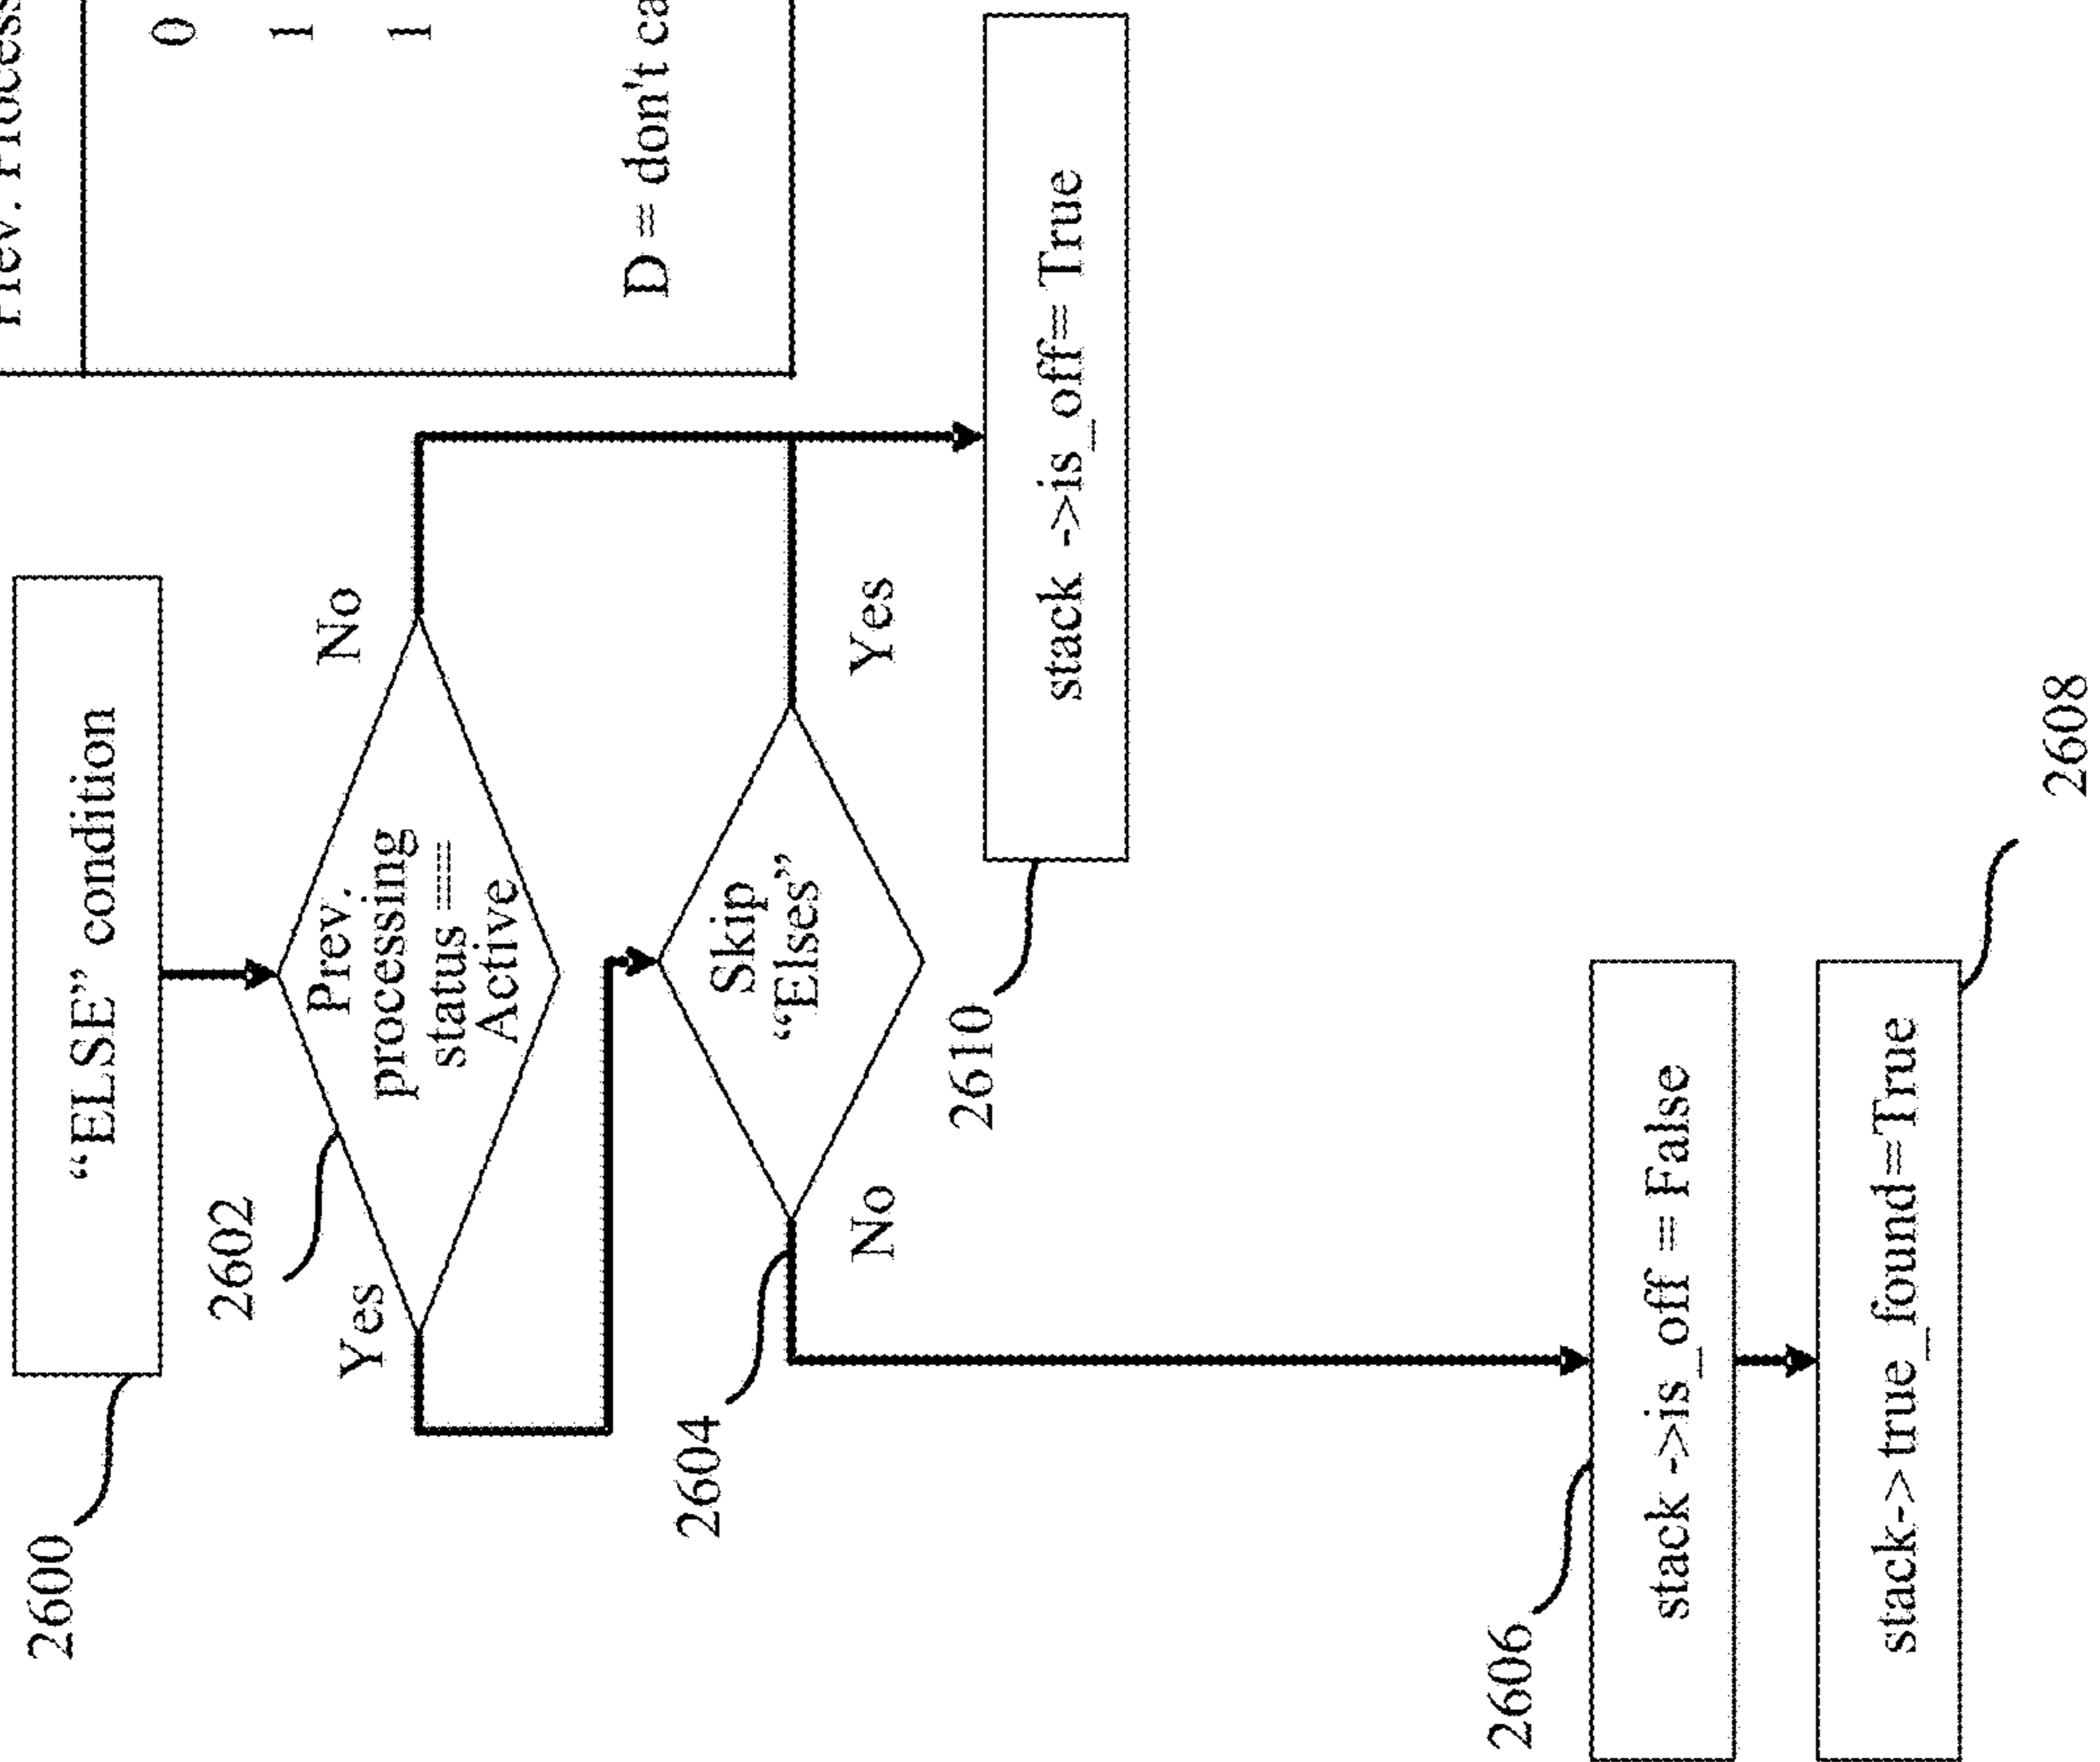 2600
“ELSE” condition
2602
Prev.
processing
status ==
Active
Yes
No
2604
Skip
“Elses”
No
Yes
2610
stack ->is_off= True
2606
stack ->is_off = False
stack->true_found=True
2608
Prev.
0
1
1
D = don't